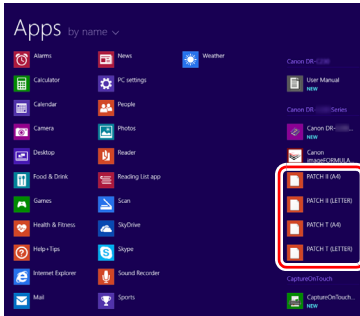 Apps by name
Alarms
Calculator
Calendar
Camera
Desktop
Food & Drink
Games
Health & Fitness
Help+Tips
Internet Explorer
Mail
News
PC settings
People
Photos
Reader
Reading List app
Scan
SkyDrive
Skype
Sound Recorder
Sports
Weather
Canon DR-
User Manual
NEW
Canon DR- Series
Canon DR- ...
NEW
Canon
imageFORMULA
PATCH II (A4)
PATCH II (LETTER)
PATCH T (A4)
PATCH T (LETTER)
CaptureOnTouch
CaptureOnTouch...
NEW